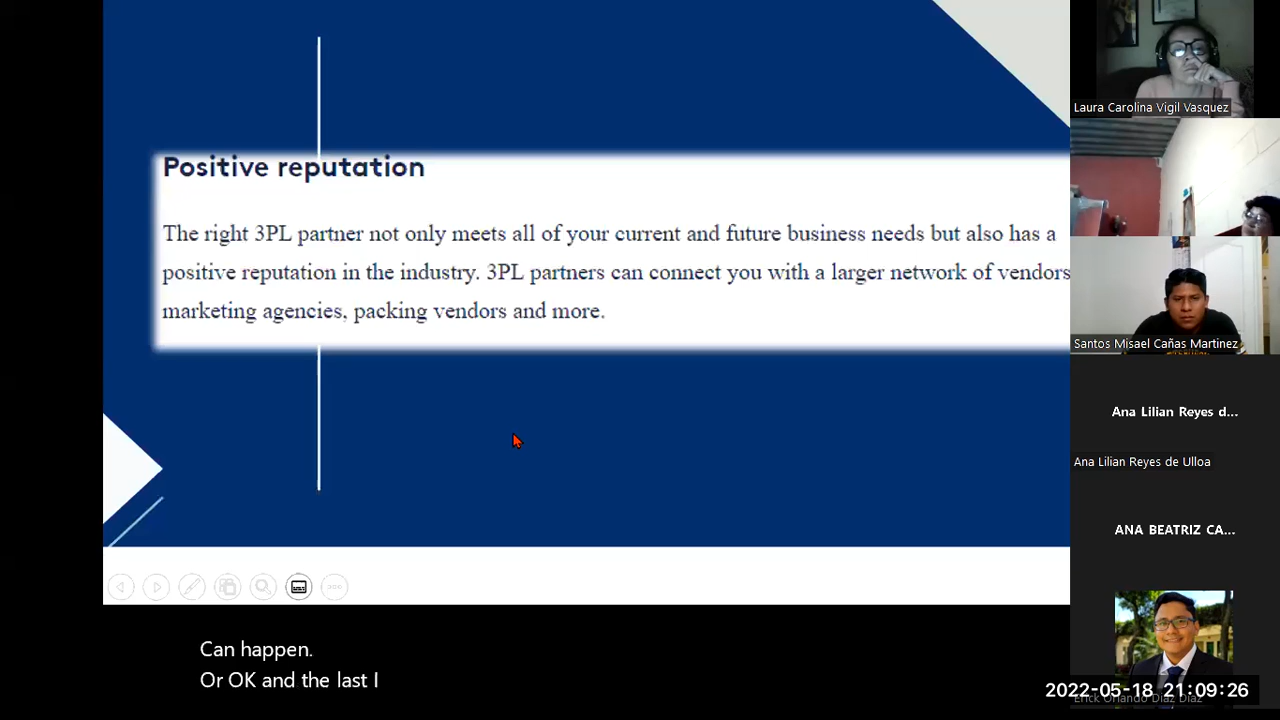 Positive reputation
The right 3PL partner not only meets all of your current and future business needs but also has a
positive reputation in the industry. 3PL partners can connect you with a larger network of vendors
marketing agencies, packing vendors and more.
Can happen.
Or OK and the last I
Laura Carolina Vigil Vasquez
Santos Misael Cañas Martinez
Ana Lilian Reyes d...
Ana Lilian Reyes de Ulloa
ANA BEATRIZ CA...
2022-05-18 21:09:26
Erick Orlando Diaz Diaz